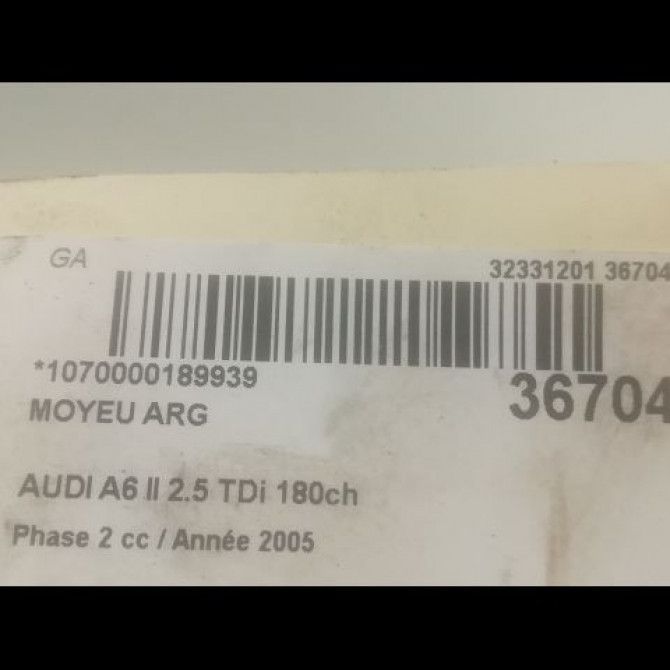 GA
32331201 36704
*1070000189939
36704
MOYEU ARG
AUDI A6 II 2.5 TDi 180ch
Phase 2 cc / Année 2005